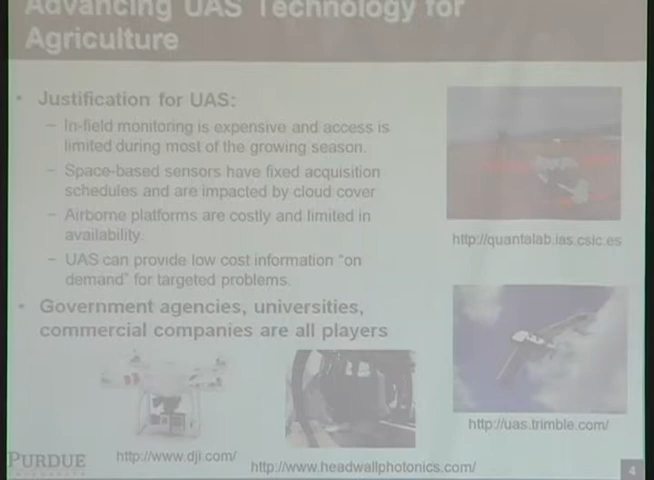 Advancing UAS Technology for
Agriculture
• Justification for UAS:
– In-field monitoring is expensive and access is
limited during most of the growing season.
– Space-based sensors have fixed acquisition
schedules and are impacted by cloud cover
– Airborne platforms are costly and limited in
availability.
– UAS can provide low cost information "on
demand" for targeted problems.
• Government agencies, universities,
commercial companies are all players
http://quantalab.ias.csic.es
http://uas.trimble.com/
http://www.dji.com/
http://www.headwallphotonics.com/
PURDUE
4